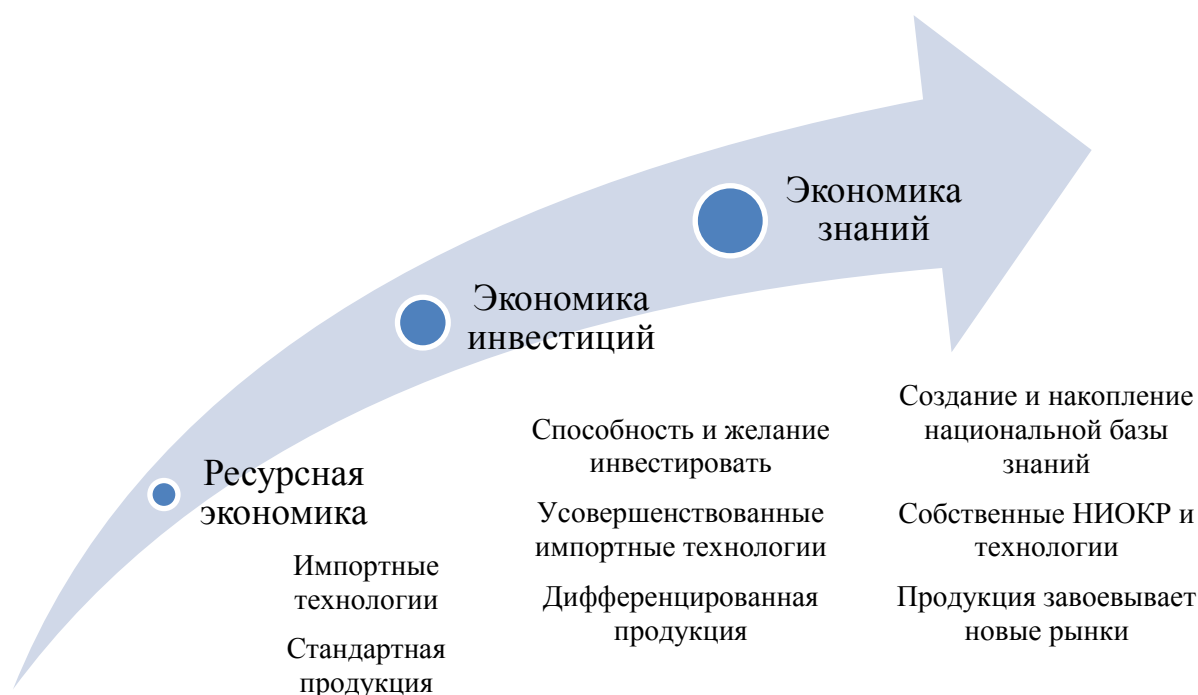 Ресурсная
экономика
Импортные
технологии
Стандартная
продукция
Экономика
инвестиций
Способность и желание
инвестировать
Усовершенствованные
импортные технологии
Дифференцированная
продукция
Экономика
знаний
Создание и накопление
национальной базы
знаний
Собственные НИОКР и
технологии
Продукция завоевывает
новые рынки